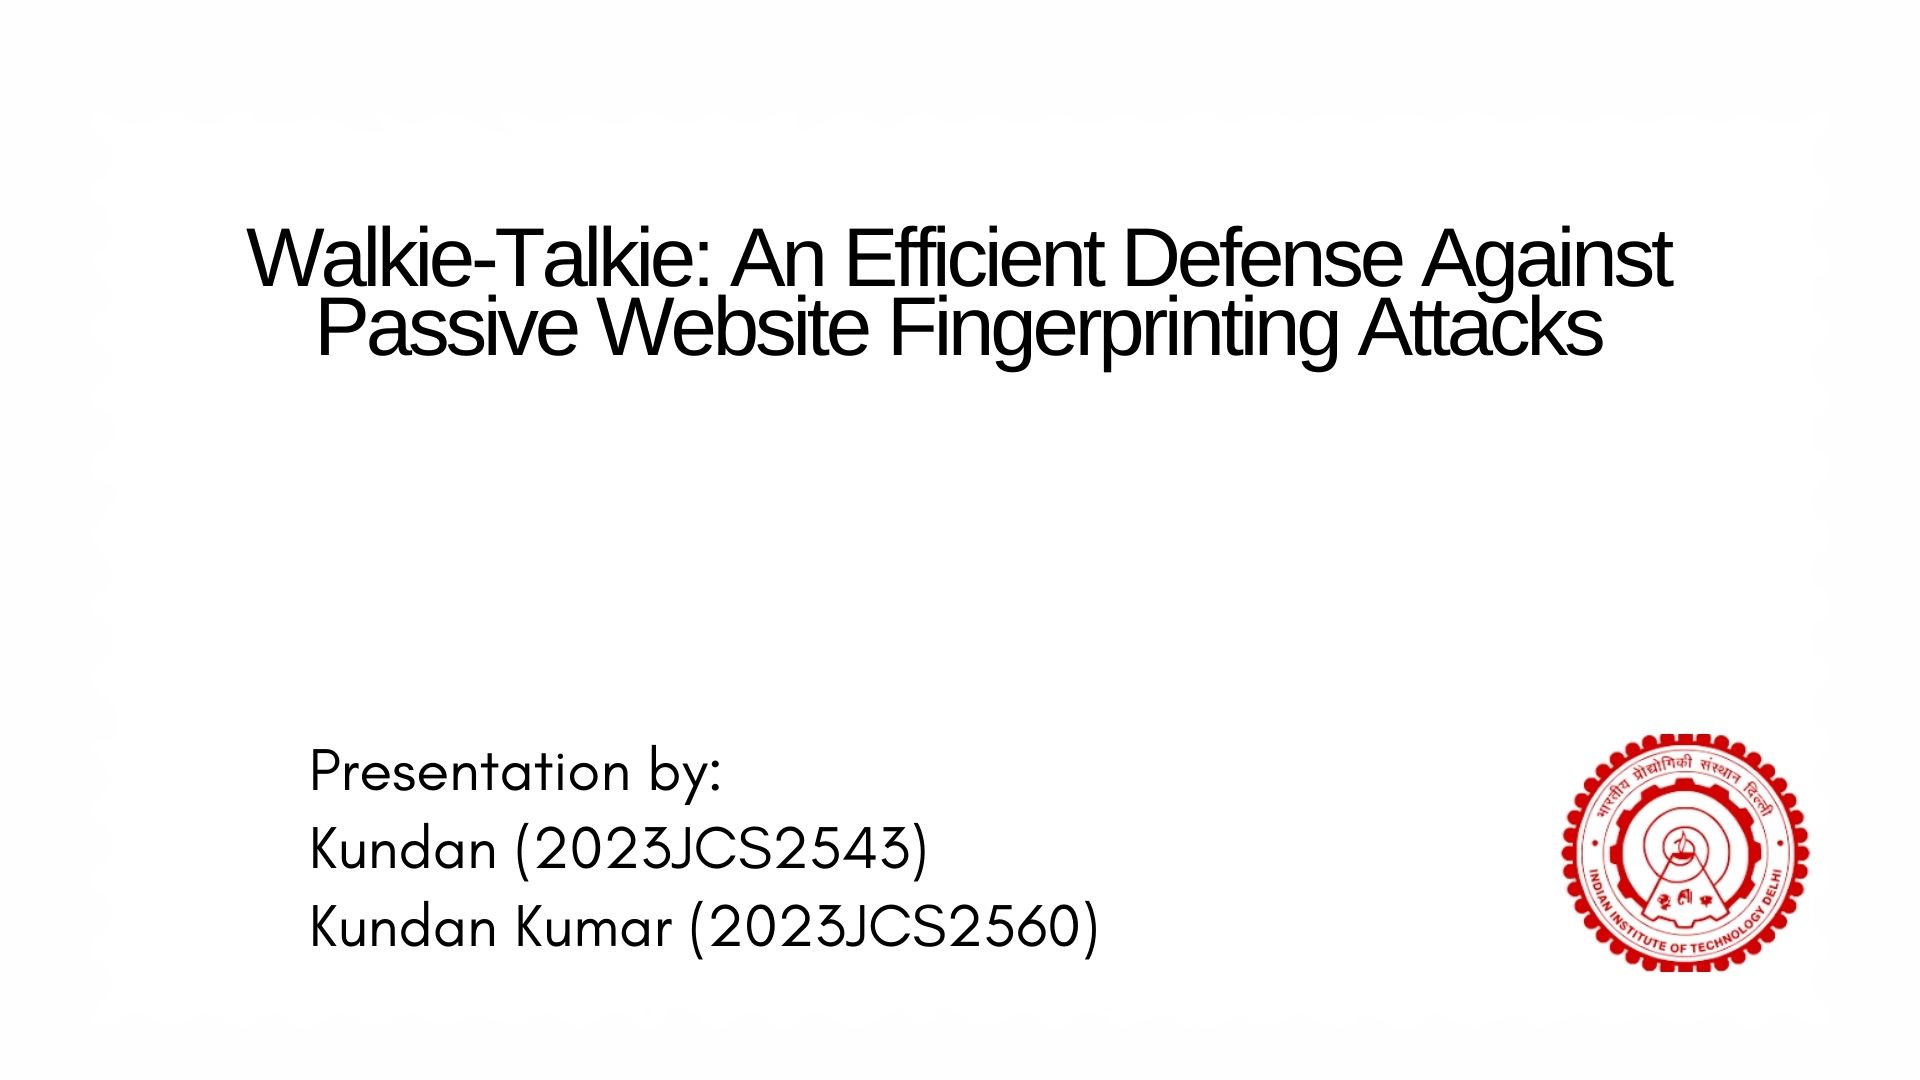 Walkie-Talkie: An Efficient Defense Against
Passive Website Fingerprinting Attacks
Presentation by:
Kundan (2023JCS2543)
Kundan Kumar (2023JCS2560)
भारतीय प्रौद्योगिकी संस्थान दिल्ली
INDIAN INSTITUTE OF TECHNOLOGY DELHI